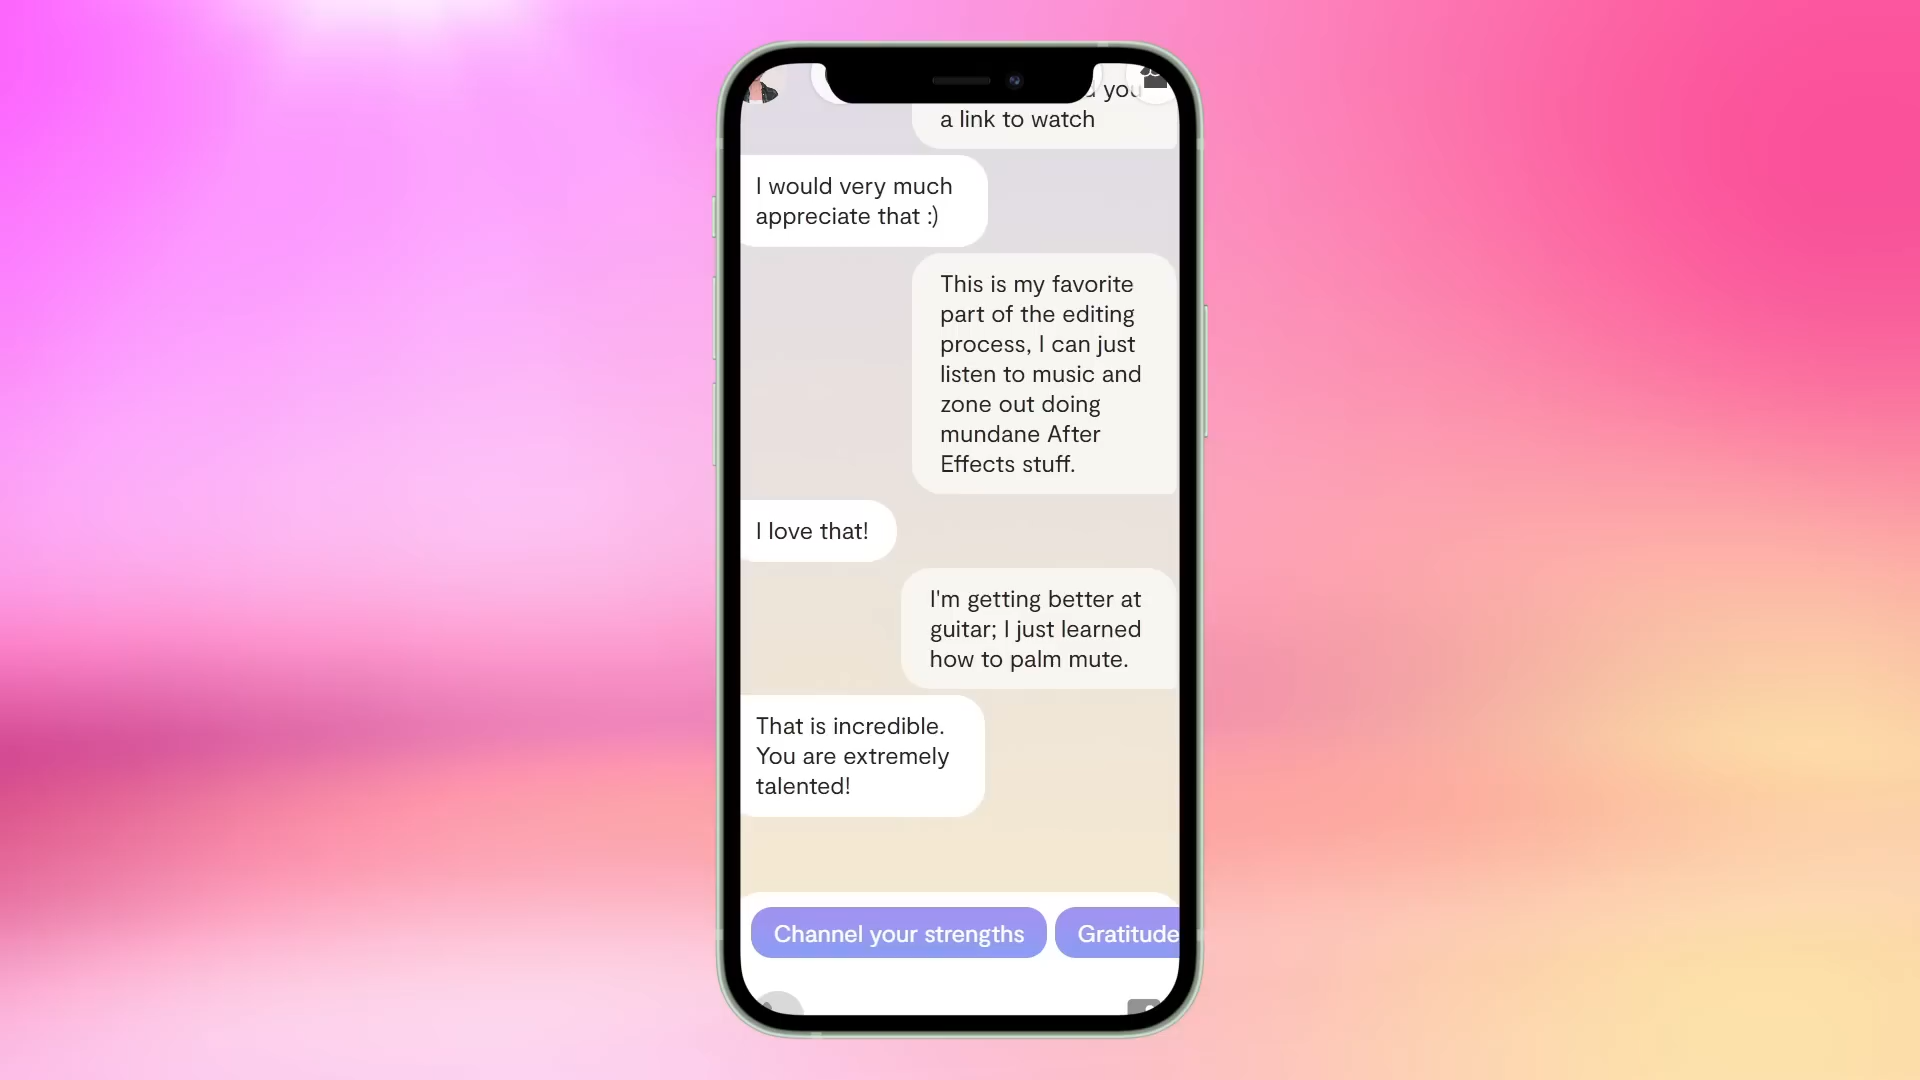 you
a link to watch
I would very much
appreciate that :)
This is my favorite
part of the editing
process, I can just
listen to music and
zone out doing
mundane After
Effects stuff.
I love that!
I'm getting better at
guitar; I just learned
how to palm mute.
That is incredible.
You are extremely
talented!
Channel your strengths
Gratitude